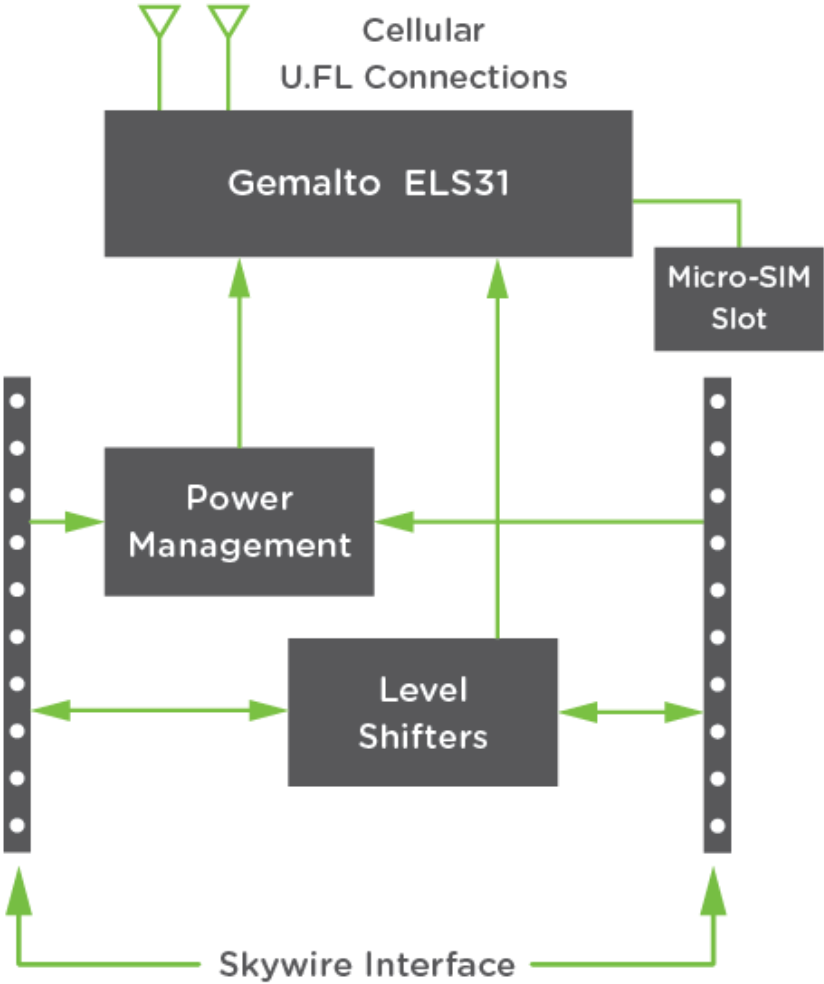 Cellular
U.FL Connections
Gemalto ELS31
Micro-SIM
Slot
Power
Management
Level
Shifters
Skywire Interface